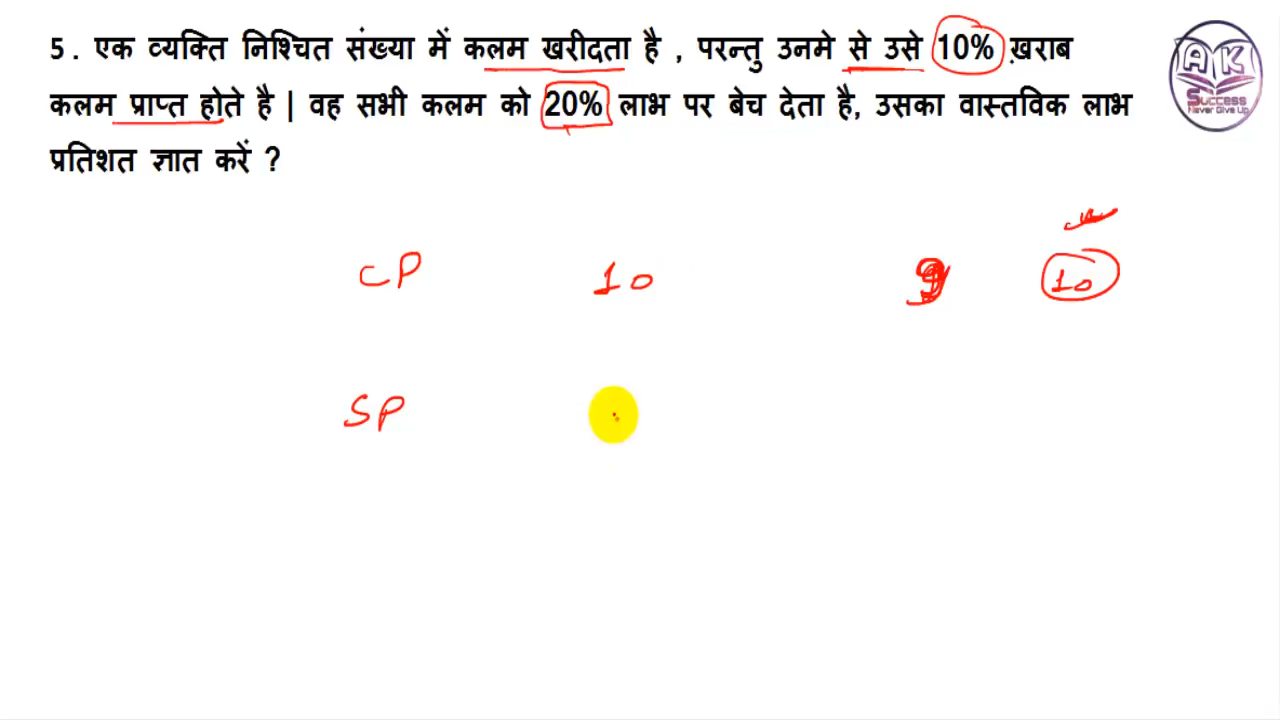 5. एक व्यक्ति निश्चित संख्या में कलम खरीदता है , परन्तु उनमे से उसे 10% ख़राब
कलम प्राप्त होते है | वह सभी कलम को 20% लाभ पर बेच देता है, उसका वास्तविक लाभ
प्रतिशत ज्ञात करें ?
AK
Success
Never Give Up
CP 10 9 10
SP